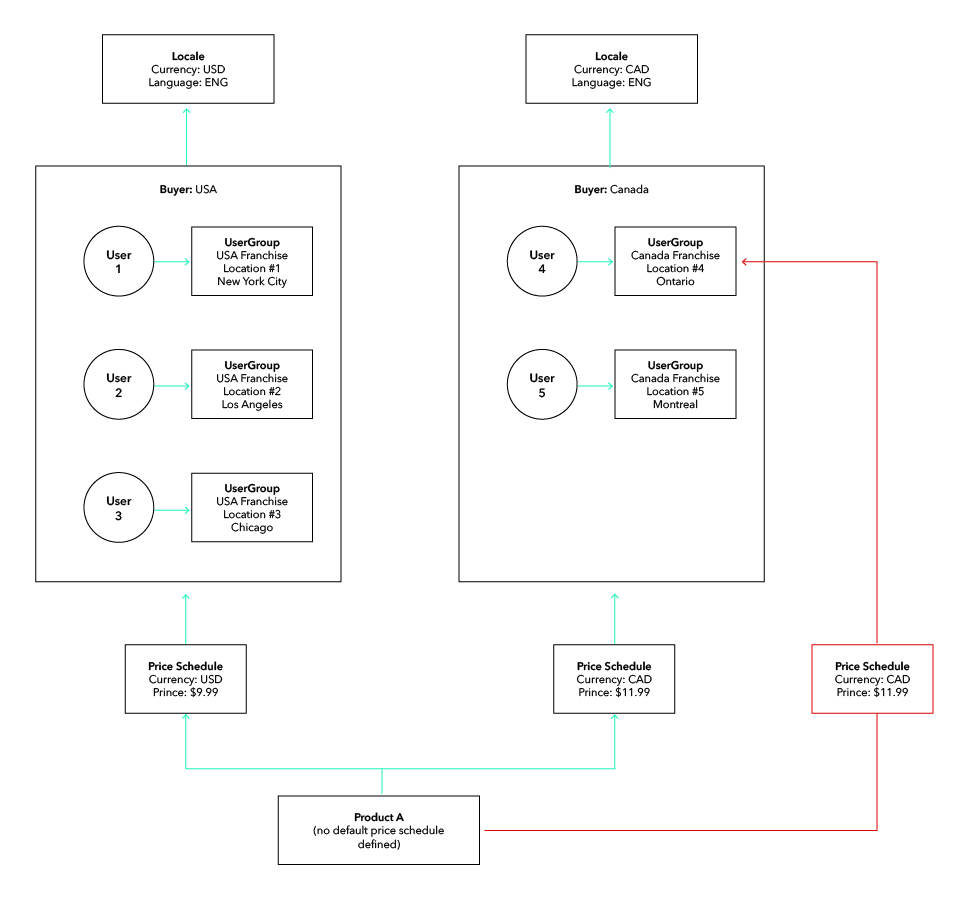 Locale
Currency: USD
Language: ENG
Locale
Currency: CAD
Language: ENG
Buyer: USA
User
1
UserGroup
USA Franchise
Location #1
New York City
User
2
UserGroup
USA Franchise
Location #2
Los Angeles
User
3
UserGroup
USA Franchise
Location #3
Chicago
Buyer: Canada
User
4
UserGroup
Canada Franchise
Location #4
Ontario
User
5
UserGroup
Canada Franchise
Location #5
Montreal
Price Schedule
Currency: USD
Prince: $9.99
Price Schedule
Currency: CAD
Prince: $11.99
Price Schedule
Currency: CAD
Prince: $11.99
Product A
(no default price schedule
defined)